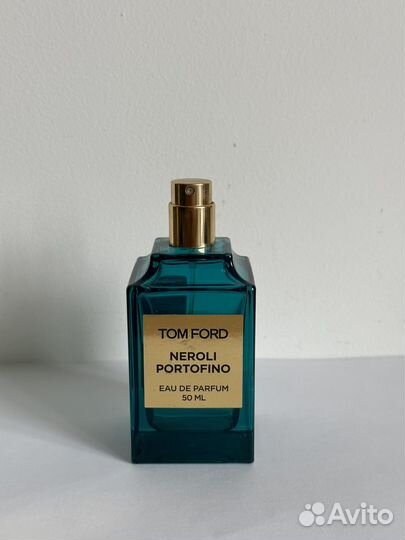 TOM FORD
NEROLI
PORTOFINO
EAU DE PARFUM
50 ML
Avito